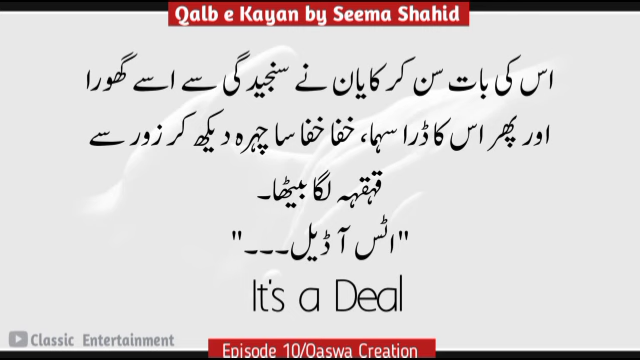 Qalb e Kayan by Seema Shahid
اس کی بات سن کر کایان نے سنجیدگی سے اسے گھورا
اور پھر اس کا ڈرا سہما، خفا خفا سا چہرہ دیکھ کر زور سے
قہقہہ لگا بیٹھا۔
"اٹس آ ڈیل۔۔۔"
It's a Deal
Classic Entertainment
Episode 10/Qaswa Creation